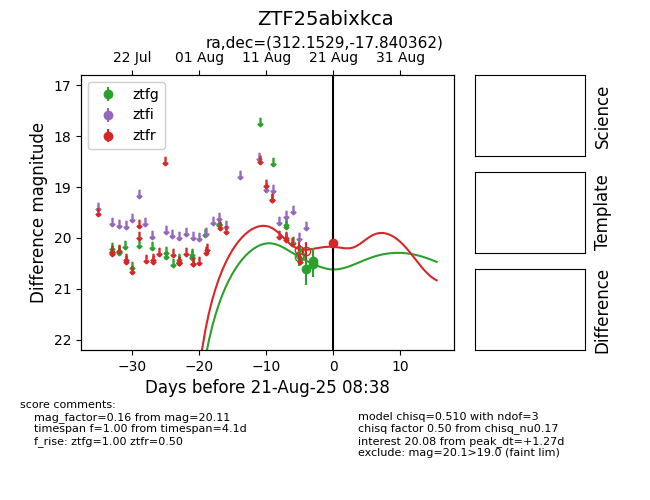 ZTF25abixkca
ra,dec=(312.1529,-17.840362)
22 Jul 01 Aug 11 Aug 21 Aug 31 Aug
17
18
19
20
21
22
Difference magnitude
ztfg
ztfi
ztfr
−30 −20 −10 0 10
Days before 21-Aug-25 08:38
Science
Template
Difference
score comments:
mag_factor=0.16 from mag=20.11
timespan f=1.00 from timespan=4.1d
f_rise: ztfg=1.00 ztfr=0.50
model chisq=0.510 with ndof=3
chisq factor 0.50 from chisq_nu0.17
interest 20.08 from peak_dt=+1.27d
exclude: mag=20.1>19.0 (faint lim)